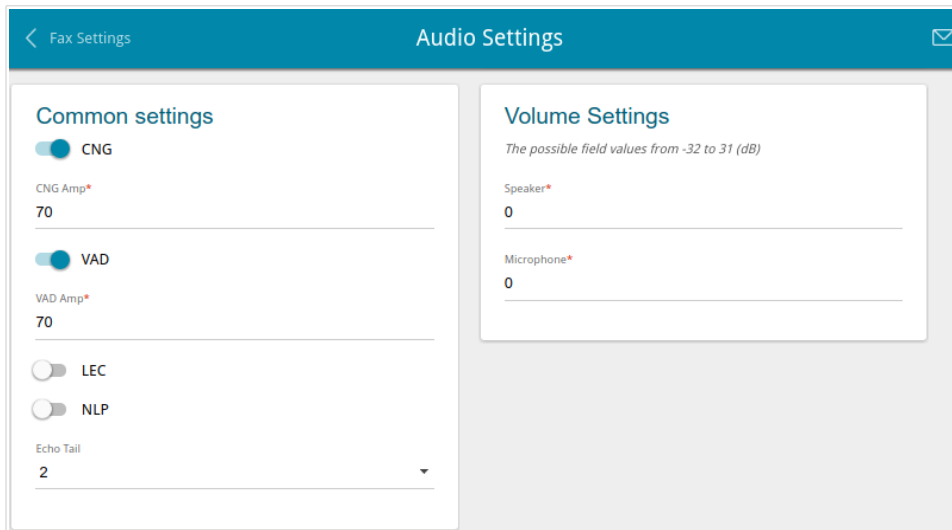 Fax Settings
Audio Settings
Common settings
CNG
CNG Amp*
70
VAD
VAD Amp*
70
LEC
NLP
Echo Tail
2
Volume Settings
The possible field values from -32 to 31 (dB)
Speaker*
0
Microphone*
0